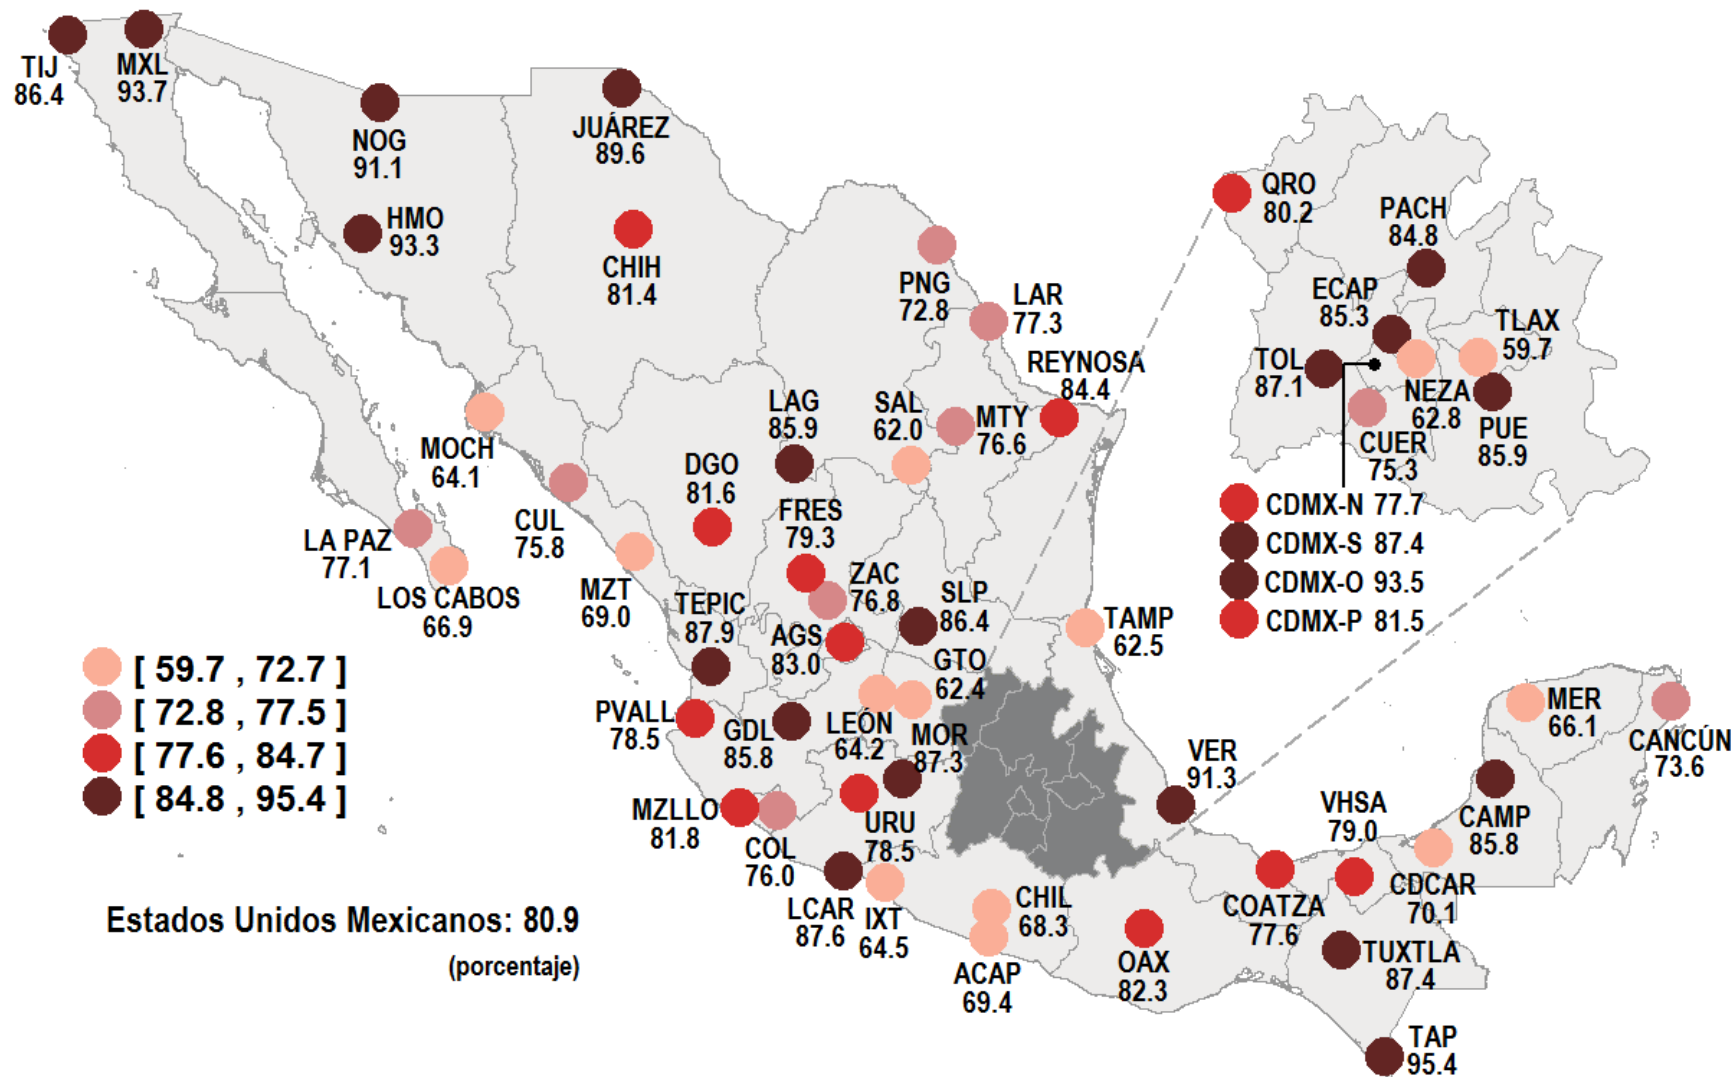 TIJ
86.4
MXL
93.7
NOG
91.1
JUÁREZ
89.6
HMO
93.3
CHIH
81.4
PNG
72.8
LAR
77.3
REYNOSA
84.4
MOCH
64.1
LAG
85.9
SAL
62.0
MTY
76.6
DGO
81.6
CUL
75.8
FRES
79.3
LA PAZ
77.1
LOS CABOS
66.9
MZT
69.0
ZAC
76.8
TEPIC
87.9
SLP
86.4
AGS
83.0
TAMP
62.5
GTO
62.4
PVALL
78.5
GDL
85.8
LEÓN
64.2
MOR
87.3
MZLLO
81.8
COL
76.0
URU
78.5
LCAR
87.6
IXT
64.5
CHIL
68.3
ACAP
69.4
OAX
82.3
VER
91.3
COATZA
77.6
VHSA
79.0
CDCAR
70.1
CAMP
85.8
MER
66.1
CANCÚN
73.6
TUXTLA
87.4
TAP
95.4
QRO
80.2
PACH
84.8
ECAP
85.3
TLAX
59.7
TOL
87.1
NEZA
62.8
CUER
75.3
PUE
85.9
CDMX-N 77.7
CDMX-S 87.4
CDMX-O 93.5
CDMX-P 81.5
[ 59.7 , 72.7 ]
[ 72.8 , 77.5 ]
[ 77.6 , 84.7 ]
[ 84.8 , 95.4 ]
Estados Unidos Mexicanos: 80.9
(porcentaje)